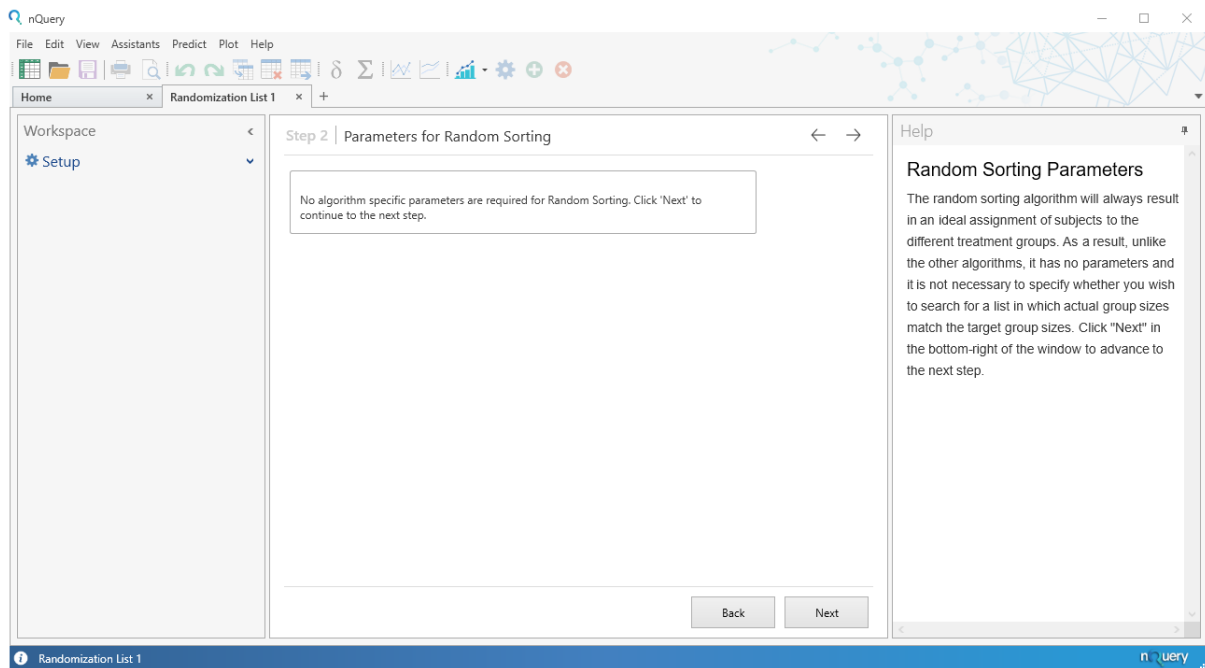 nQuery
File Edit View Assistants Predict Plot Help
δ Σ
Home × Randomization List 1 × +
Workspace
Setup
Step 2 Parameters for Random Sorting
No algorithm specific parameters are required for Random Sorting. Click 'Next' to
continue to the next step.
Back Next
Help
Random Sorting Parameters
The random sorting algorithm will always result
in an ideal assignment of subjects to the
different treatment groups. As a result, unlike
the other algorithms, it has no parameters and
it is not necessary to specify whether you wish
to search for a list in which actual group sizes
match the target group sizes. Click "Next" in
the bottom-right of the window to advance to
the next step.
Randomization List 1
nQuery